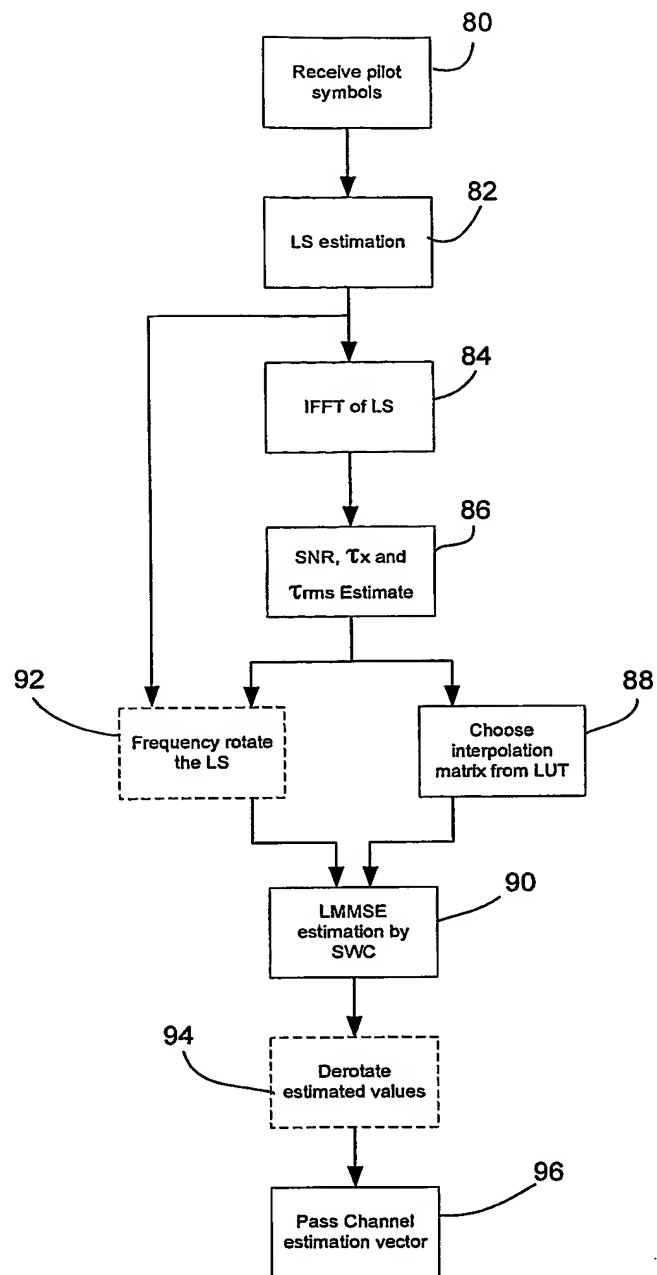 80
Receive pilot
symbols
82
LS estimation
84
IFFT of LS
86
SNR, τx and
τrms Estimate
92
Frequency rotate
the LS
88
Choose
interpolation
matrix from LUT
90
LMMSE
estimation by
SWC
94
Derotate
estimated values
96
Pass Channel
estimation vector